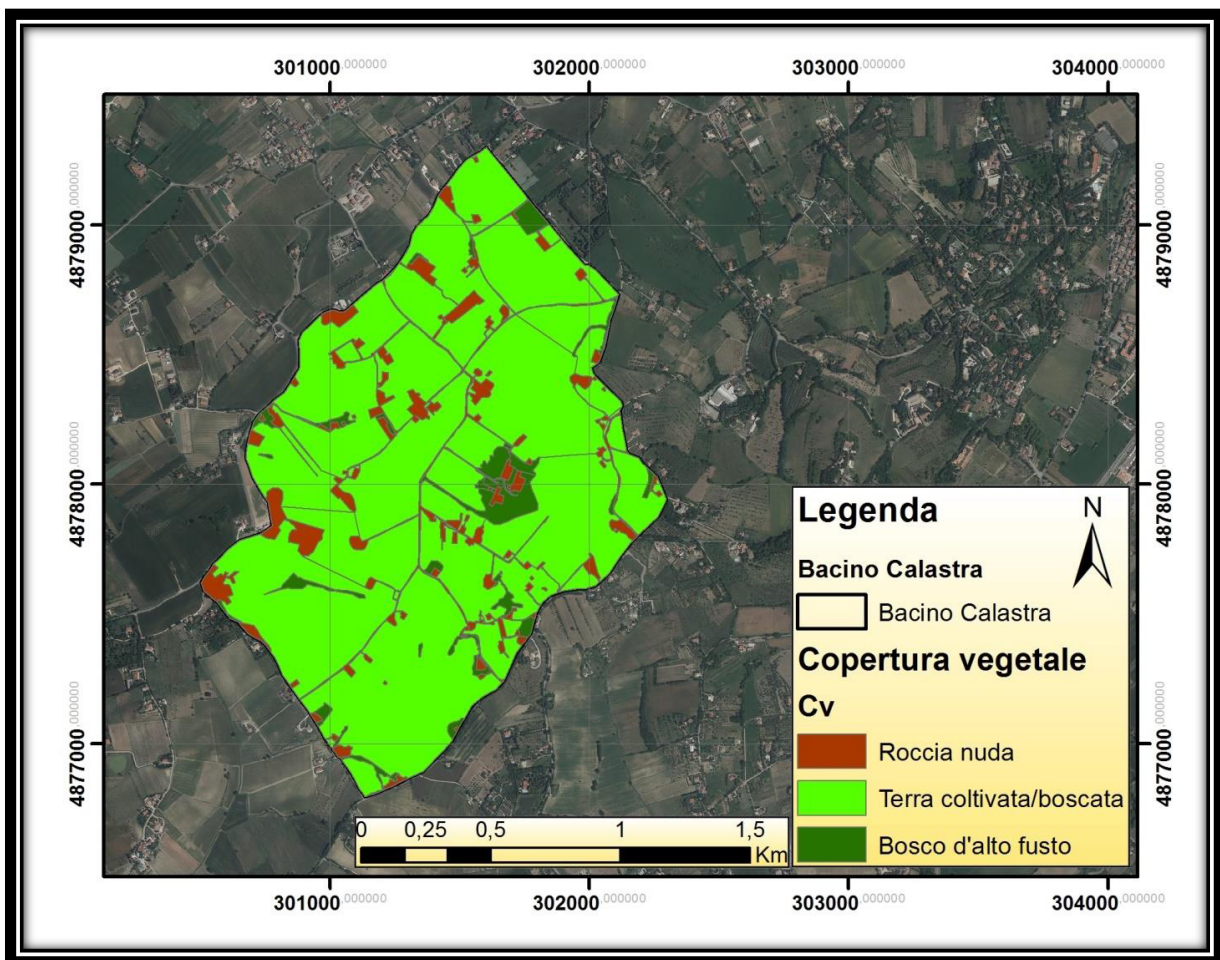 301000,000000 302000,000000 303000,000000 304000,000000
4879000,000000 4879000,000000
4878000,000000 4878000,000000
4877000,000000 4877000,000000
Legenda
N
Bacino Calastra
Bacino Calastra
Copertura vegetale
Cv
Roccia nuda
Terra coltivata/boscata
Bosco d'alto fusto
0 0,25 0,5 1 1,5
Km
301000,000000 302000,000000 303000,000000 304000,000000